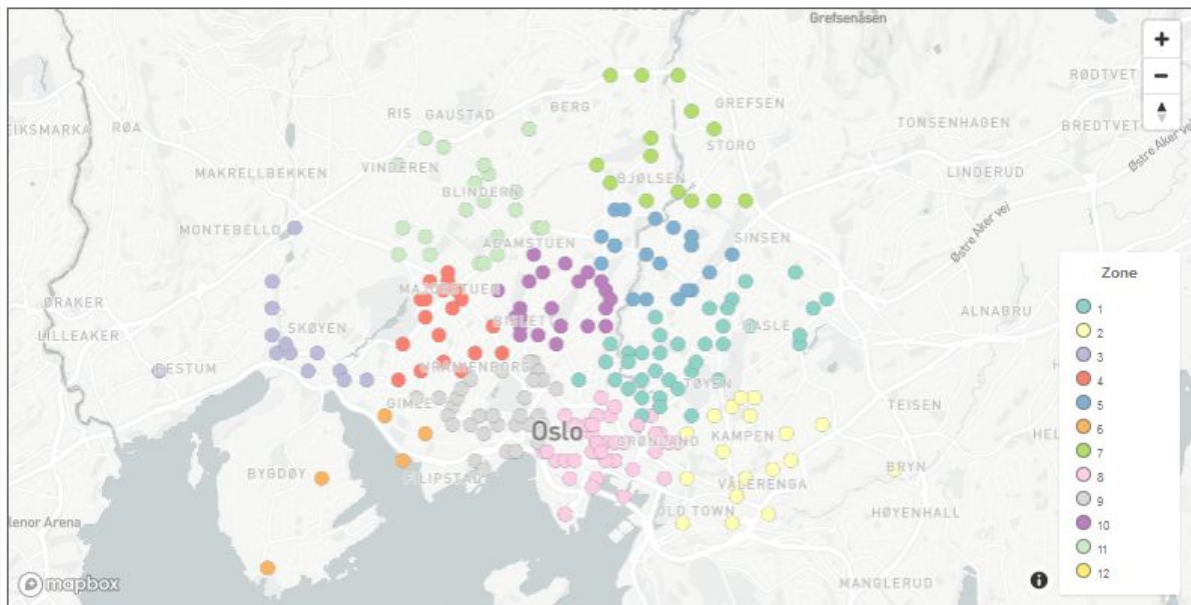 Grefsenåsen
RØDTVET
BERG
GREFSEN
RIS
GAUSTAD
EIKSMARKA
RØA
TONSENHAGEN
BREDTVET
STORO
Østre Aker vei
VINDEREN
MAKRELLBEKKEN
LINDERUD
BJØLSEN
BLINDERN
Østre Aker vei
MONTEBELLO
ADAMSTUEN
SINSEN
Zone
MAJORSTUEN
ØRAKER
1
ALNABRU
LILLEAKER
SKØYEN
BISLETT
HASLE
2
3
URANIENBORG
4
BESTUM
TØYEN
5
GIMLE
TEISEN
6
Oslo
KAMPEN
HEL
7
GRØNLAND
8
BYGDØY
FILIPSTAD
BRYN
VÅLERENGA
9
OLD TOWN
HØYENHALL
10
lenor Arena
11
12
mapbox
MANGLERUD